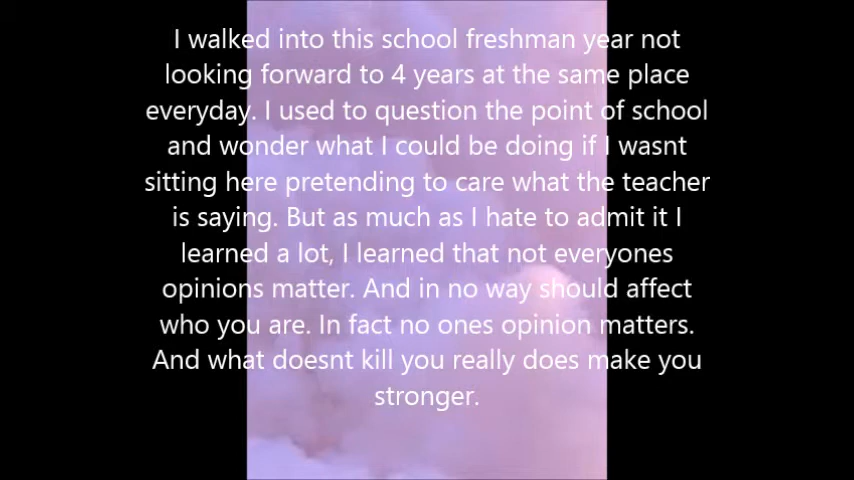 I walked into this school freshman year not
looking forward to 4 years at the same place
everyday. I used to question the point of school
and wonder what I could be doing if I wasnt
sitting here pretending to care what the teacher
is saying. But as much as I hate to admit it I
learned a lot, I learned that not everyones
opinions matter. And in no way should affect
who you are. In fact no ones opinion matters.
And what doesnt kill you really does make you
stronger.